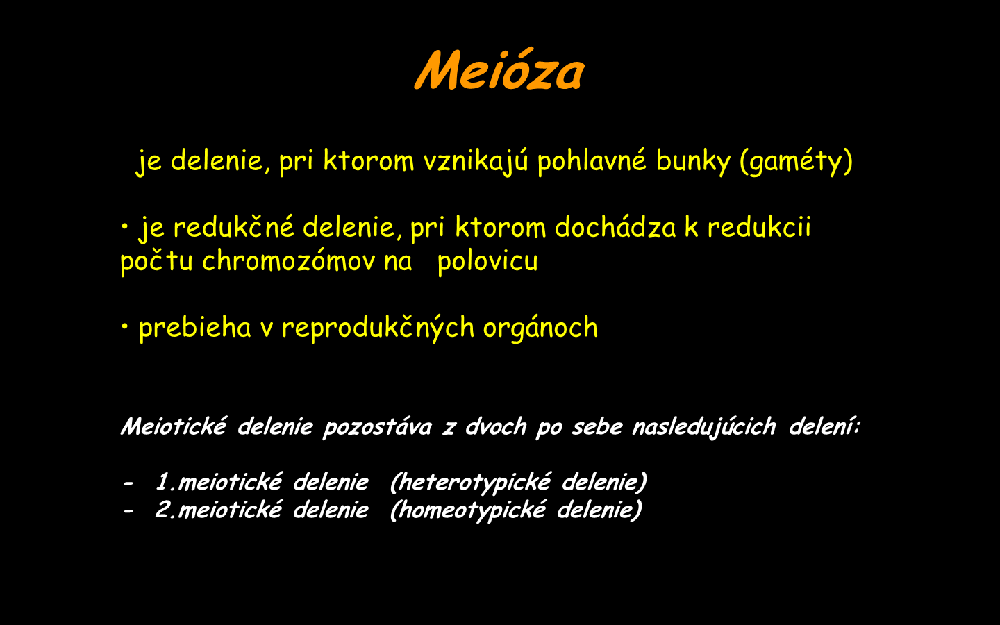 Meióza
je delenie, pri ktorom vznikajú pohlavné bunky (gaméty)
• je redukčné delenie, pri ktorom dochádza k redukcii
počtu chromozómov na   polovicu
• prebieha v reprodukčných orgánoch
Meiotické delenie pozostáva z dvoch po sebe nasledujúcich delení:
-  1.meiotické delenie  (heterotypické delenie)
-  2.meiotické delenie  (homeotypické delenie)